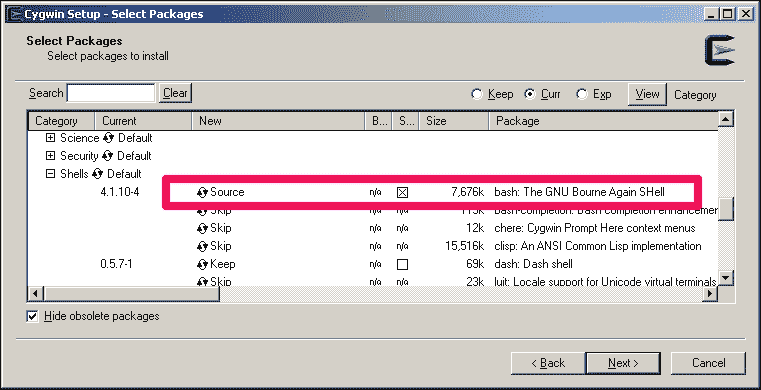 Cygwin Setup - Select Packages
Select Packages
Select packages to install
Search Clear Keep Curr Exp View Category
Category Current New B... S... Size Package
Science Default
Security Default
Shells Default
4.1.10-4 Source n/a 7,676k bash: The GNU Bourne Again SHell
Skip n/a n/a 113k bash-completion: Bash completion enhancemen
Skip n/a n/a 12k chere: Cygwin Prompt Here context menus
Skip n/a n/a 15,516k clisp: An ANSI Common Lisp implementation
0.5.7-1 Keep n/a 69k dash: Dash shell
Skip n/a n/a 23k luit: Locale support for Unicode virtual terminals
Hide obsolete packages
< Back Next > Cancel